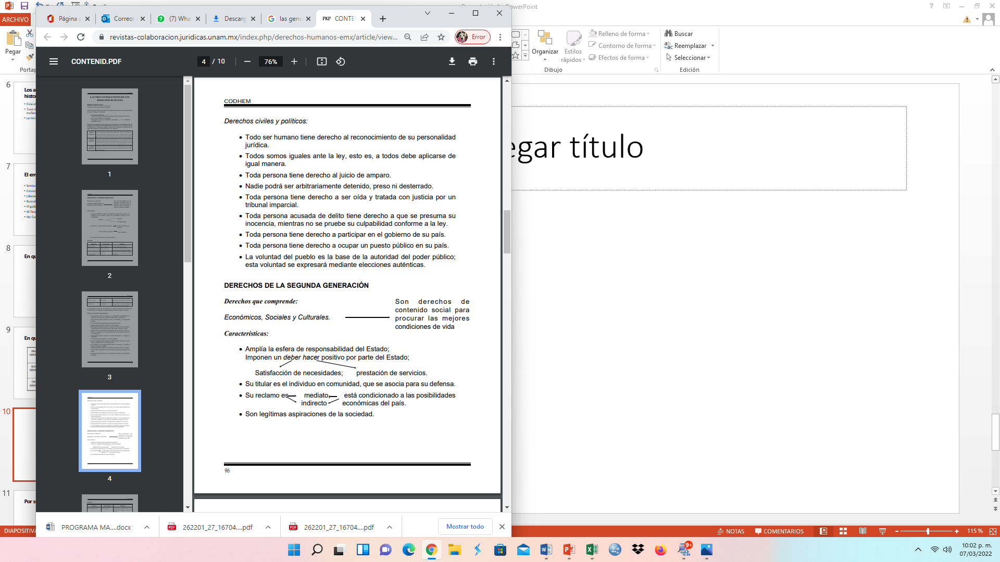 PowerPoint
ARCHIVO
Página
Correo:
(7) Wha
Descarg
las gene
PKP CONTE
revistas-colaboracion.juridicas.unam.mx/index.php/derechos-humanos-emx/article/view...
Error
Pegar
CONTENID.PDF
4 / 10
76%
Organizar
Estilos
rápidos
Relleno de forma
Contorno de forma
Efectos de forma
Dibujo
Buscar
Reemplazar
Seleccionar
Edición
6
7
8
9
10
11
LAS TRES GENERACIONES DE LOS
DERECHOS HUMANOS
1
2
3
4
CODHEM
Derechos civiles y políticos:
• Todo ser humano tiene derecho al reconocimiento de su personalidad
jurídica.
• Todos somos iguales ante la ley, esto es, a todos debe aplicarse de
igual manera.
• Toda persona tiene derecho al juicio de amparo.
• Nadie podrá ser arbitrariamente detenido, preso ni desterrado.
• Toda persona tiene derecho a ser oída y tratada con justicia por un
tribunal imparcial.
• Toda persona acusada de delito tiene derecho a que se presuma su
inocencia, mientras no se pruebe su culpabilidad conforme a la ley.
• Toda persona tiene derecho a participar en el gobierno de su país.
• Toda persona tiene derecho a ocupar un puesto público en su país.
• La voluntad del pueblo es la base de la autoridad del poder público;
esta voluntad se expresará mediante elecciones auténticas.
DERECHOS DE LA SEGUNDA GENERACIÓN
Derechos que comprende:
Económicos, Sociales y Culturales.
Son derechos de
contenido social para
procurar las mejores
condiciones de vida
Características:
• Amplía la esfera de responsabilidad del Estado;
Imponen un deber hacer positivo por parte del Estado;
Satisfacción de necesidades; prestación de servicios.
• Su titular es el individuo en comunidad, que se asocia para su defensa.
• Su reclamo es mediato, está condicionado a las posibilidades
indirecto económicas del país.
• Son legítimas aspiraciones de la sociedad.
96
egar título
PROGRAMA MA....docx
262201_27_16704....pdf
262201_27_16704....pdf
Mostrar todo
NOTAS
COMENTARIOS
115 %
9+
10:02 p. m.
07/03/2022